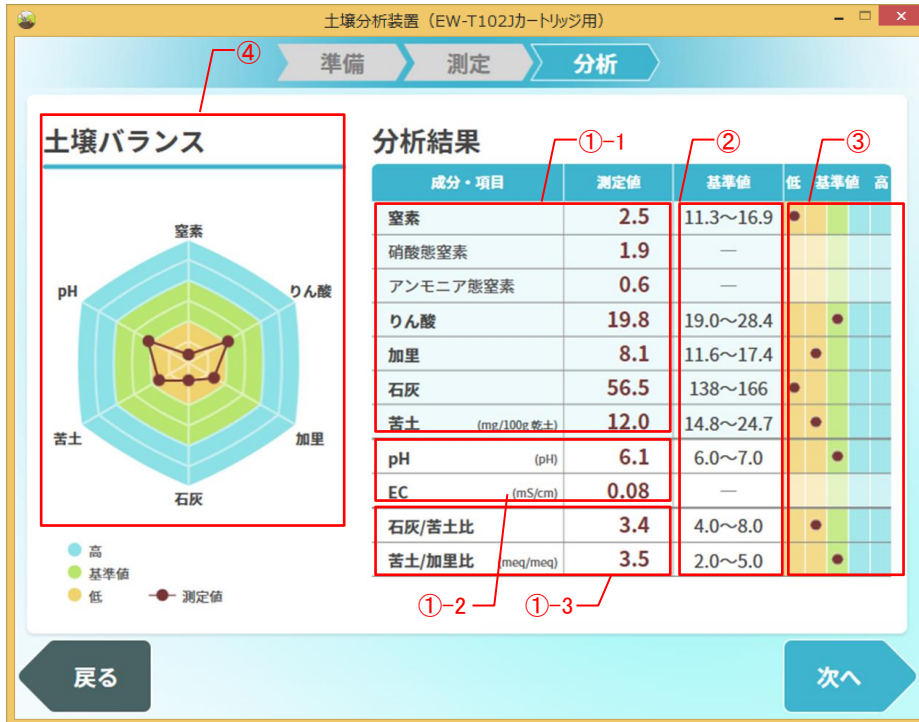 土壌分析装置（EW-T102Jカートリッジ用）
準備 測定 分析
④
土壌バランス
窒素
pH りん酸
苦土 加里
石灰
高
基準値
低 測定値
分析結果
①-1 ② ③
成分・項目 測定値 基準値 低 基準値 高
窒素 2.5 11.3～16.9
硝酸態窒素 1.9 —
アンモニア態窒素 0.6 —
りん酸 19.8 19.0～28.4
加里 8.1 11.6～17.4
石灰 56.5 138～166
苦土 (mg/100g 乾土) 12.0 14.8～24.7
pH (pH) 6.1 6.0～7.0
EC (mS/cm) 0.08 —
石灰/苦土比 3.4 4.0～8.0
苦土/加里比 (meq/meq) 3.5 2.0～5.0
①-2 ①-3
戻る 次へ